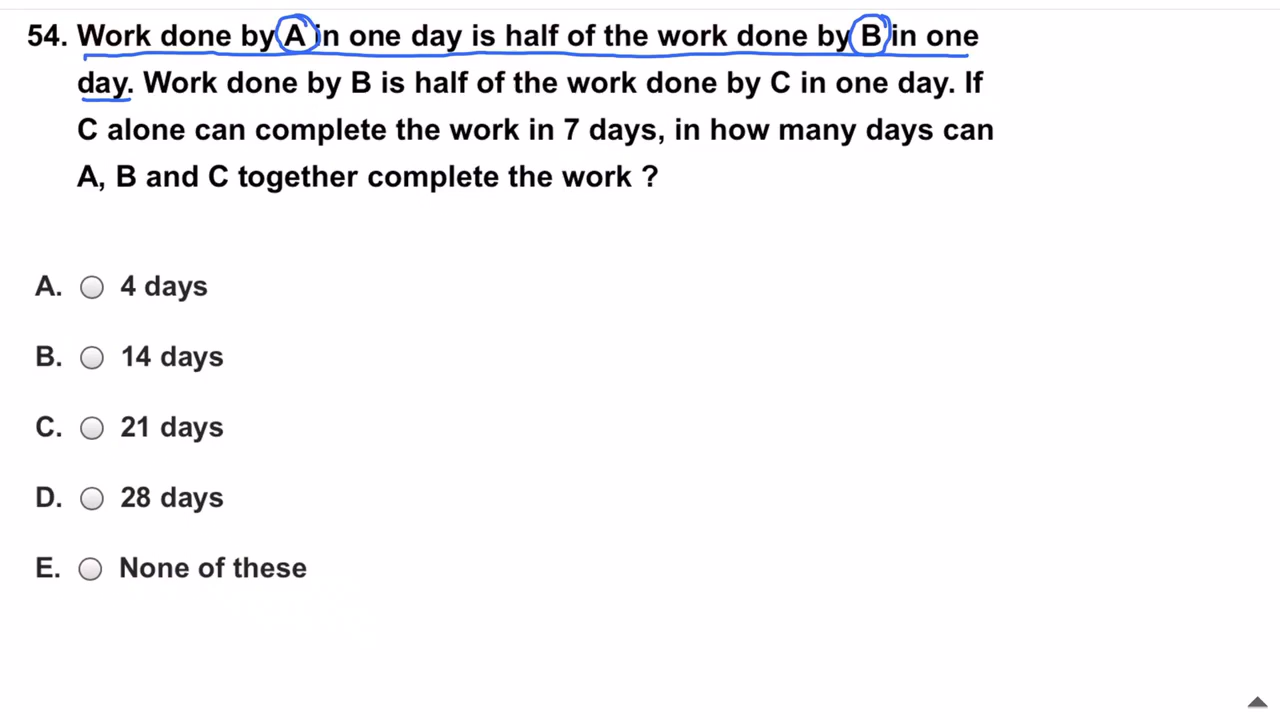 54. Work done by A in one day is half of the work done by B in one
day. Work done by B is half of the work done by C in one day. If
C alone can complete the work in 7 days, in how many days can
A, B and C together complete the work ?
A. 4 days
B. 14 days
C. 21 days
D. 28 days
E. None of these